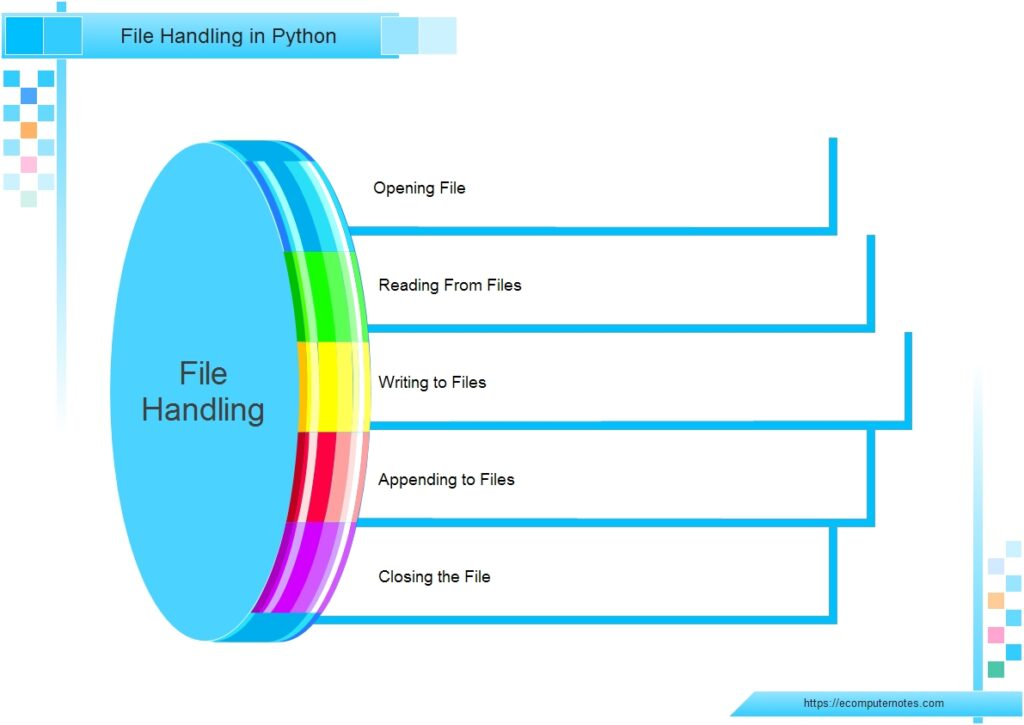 File Handling in Python
Opening File
Reading From Files
File
Handling
Writing to Files
Appending to Files
Closing the File
https://ecomputernotes.com